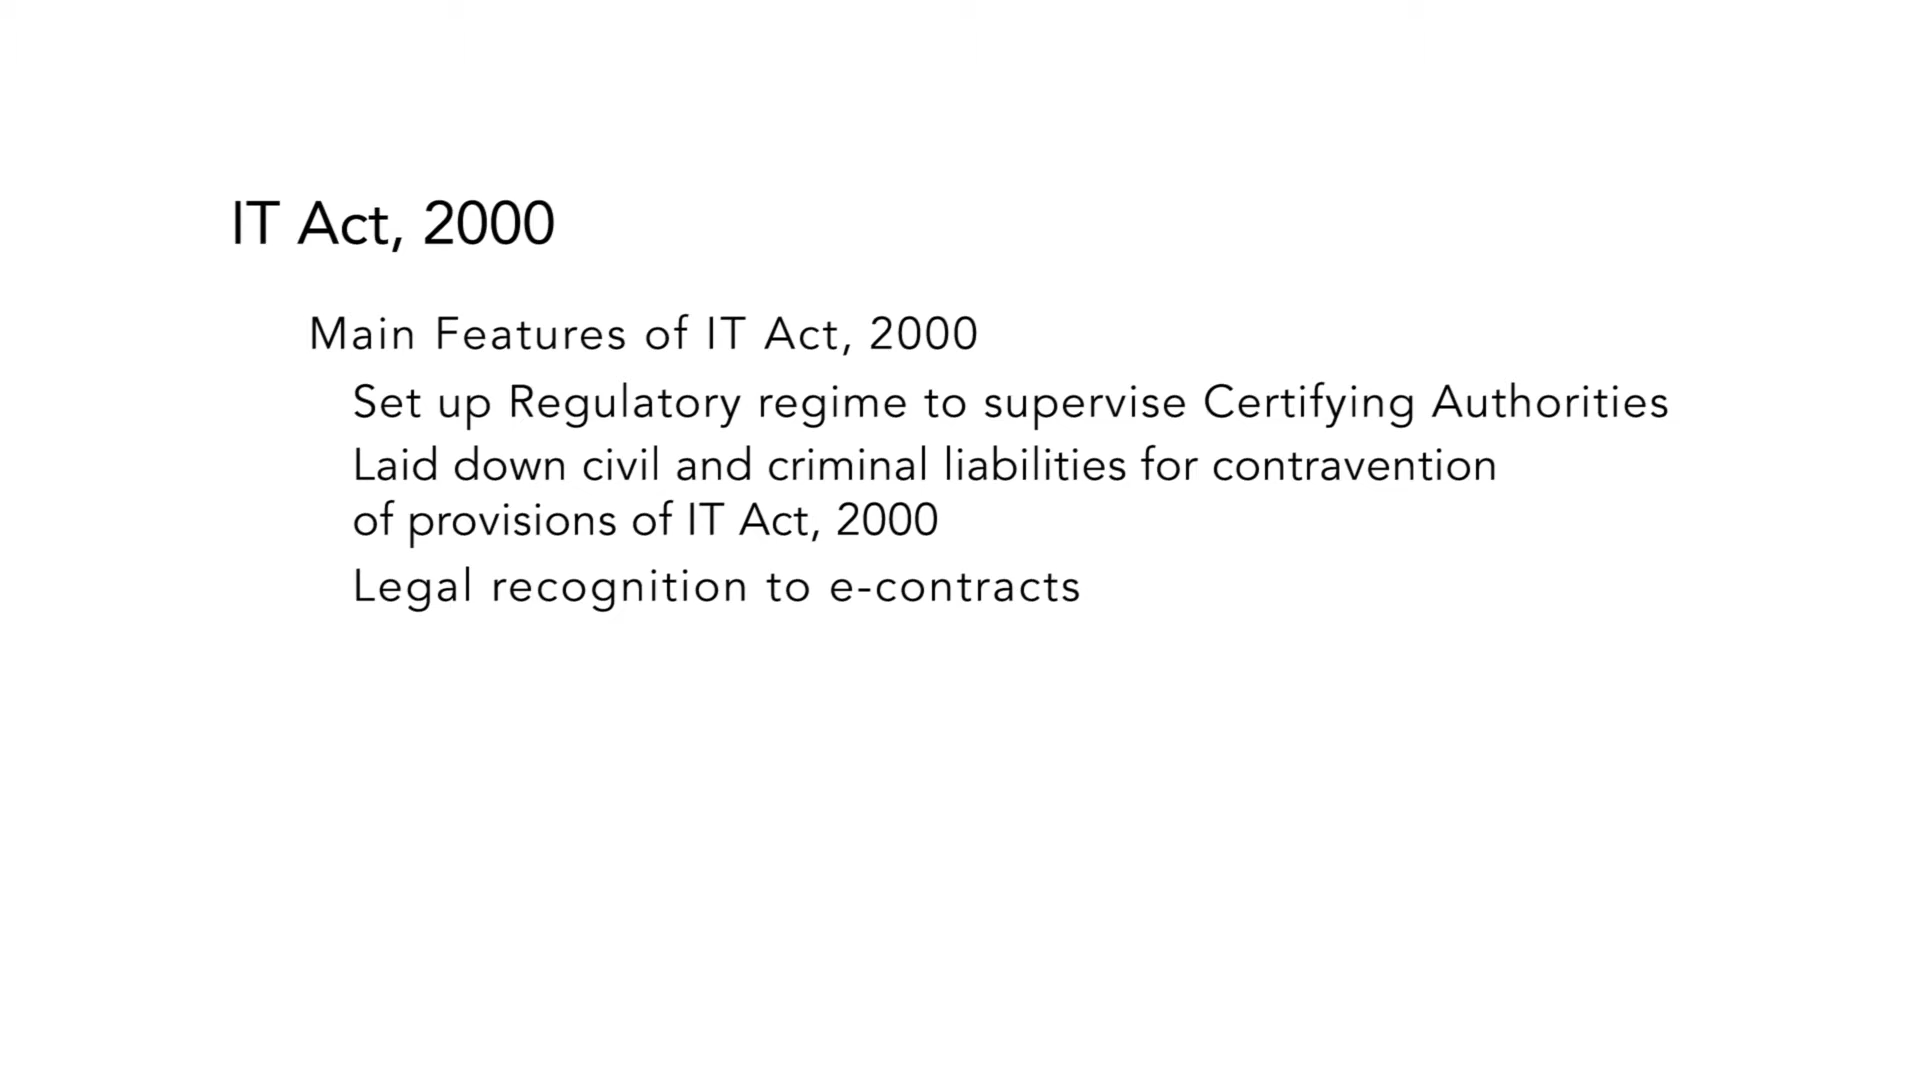 IT Act, 2000
Main Features of IT Act, 2000
Set up Regulatory regime to supervise Certifying Authorities
Laid down civil and criminal liabilities for contravention
of provisions of IT Act, 2000
Legal recognition to e-contracts